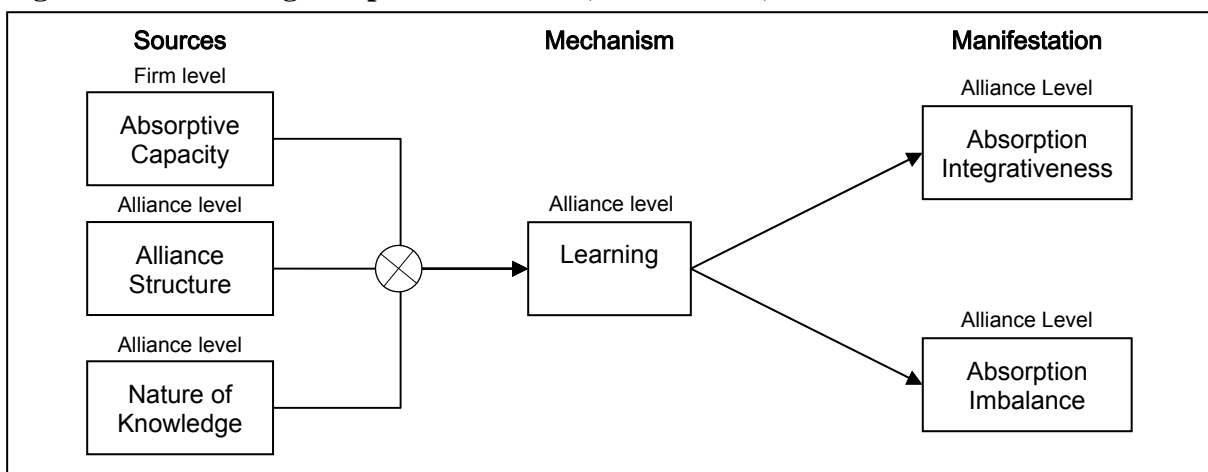 Sources
Firm level
Absorptive
Capacity
Alliance level
Alliance
Structure
Alliance level
Nature of
Knowledge
Mechanism
Alliance level
Learning
Manifestation
Alliance Level
Absorption
Integrativeness
Alliance Level
Absorption
Imbalance